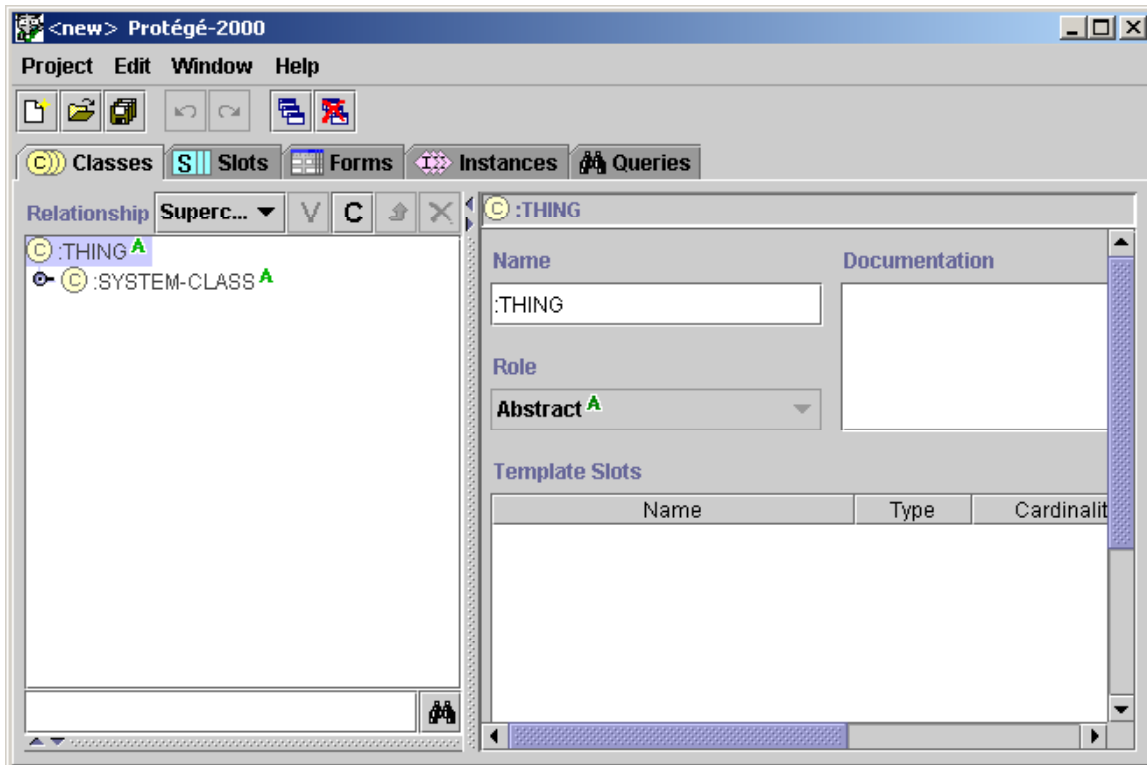 <new> Protégé-2000
Project Edit Window Help
C Classes S Slots Forms I Instances Queries
Relationship Superc... V C
C :THING
C :THING A
C :SYSTEM-CLASS A
Name Documentation
:THING
Role
Abstract A
Template Slots
Name Type Cardinalit